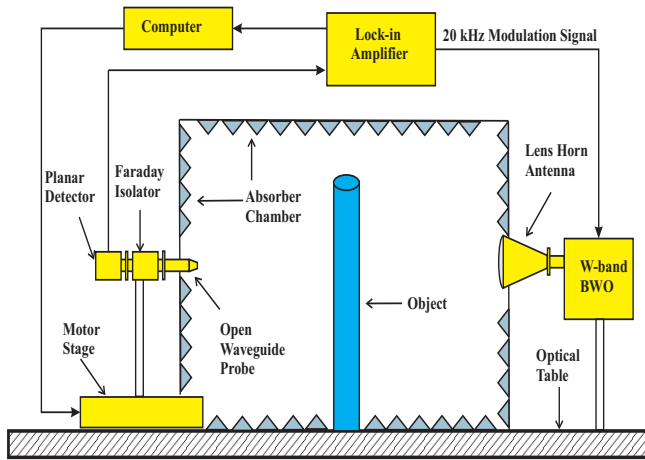 Computer
Lock-in
Amplifier
20 kHz Modulation Signal
Lens Horn
Antenna
Faraday
Isolator
Planar
Detector
Absorber
Chamber
W-band
BWO
Object
Open
Waveguide
Probe
Motor
Stage
Optical
Table